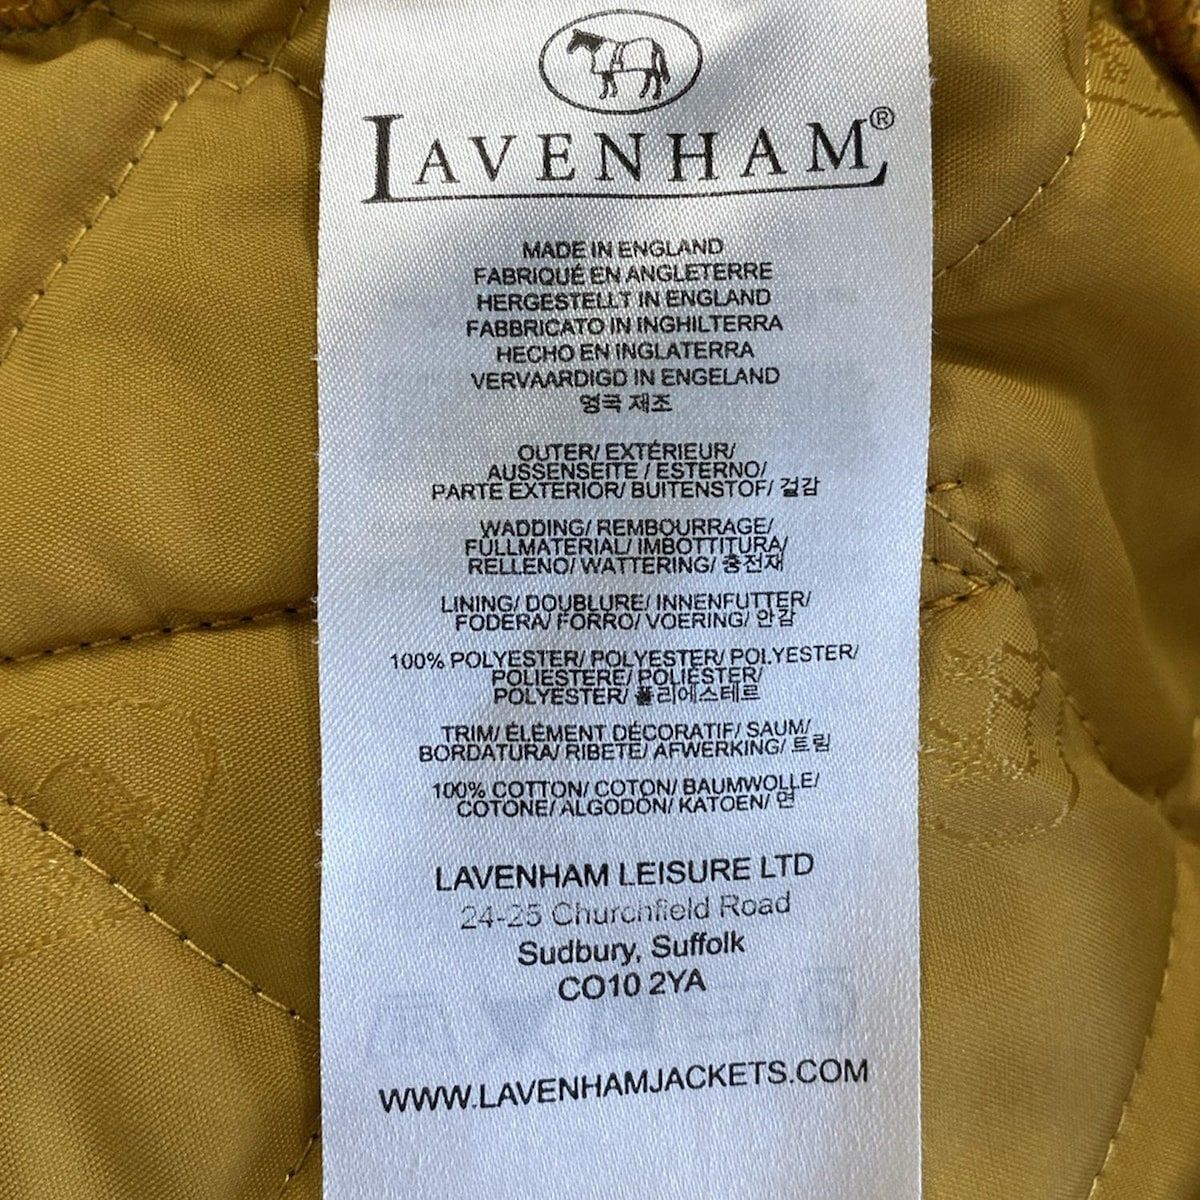 LAVENHAM®
MADE IN ENGLAND
FABRIQUÉ EN ANGLETERRE
HERGESTELLT IN ENGLAND
FABBRICATO IN INGHILTERRA
HECHO EN INGLATERRA
VERVAARDIGD IN ENGELAND
영국 제조
OUTER/ EXTÉRIEUR/
AUSSENSEITE / ESTERNO/
PARTE EXTERIOR/ BUITENSTOF/ 겉감
WADDING/ REMBOURRAGE/
FÜLLMATERIAL/ IMBOTTITURA/
RELLENO/ WATTERING/ 충전재
LINING/ DOUBLURE/ INNENFUTTER/
FODERA/ FORRO/ VOERING/ 안감
100% POLYESTER/ POLYESTER/ POLYESTER/
POLIESTERE/ POLIÉSTER/
POLYESTER/ 폴리에스테르
TRIM/ ÉLÉMENT DÉCORATIF/ SAUM/
BORDATURA/ RIBETE/ AFWERKING/ 트림
100% COTTON/ COTON/ BAUMWOLLE/
COTONE/ ALGODÓN/ KATOEN/ 면
LAVENHAM LEISURE LTD
24-25 Churchfield Road
Sudbury, Suffolk
CO10 2YA
WWW.LAVENHAMJACKETS.COM